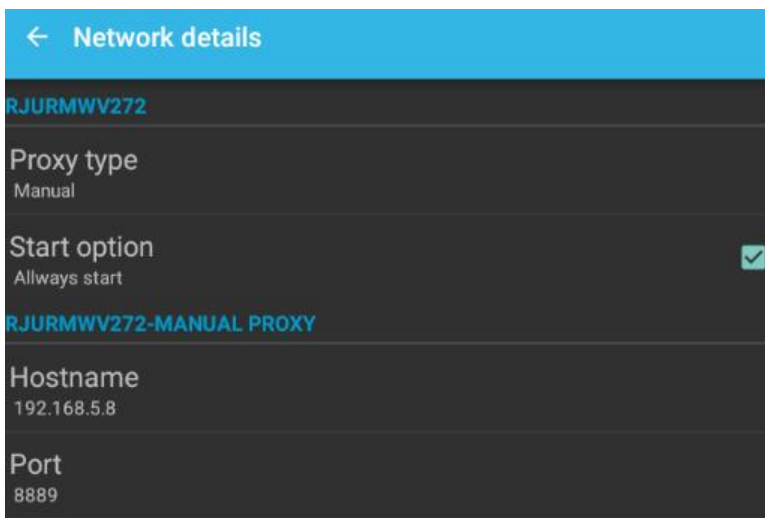 Network details
RJURMWV272
Proxy type
Manual
Start option
Allways start
RJURMWV272-MANUAL PROXY
Hostname
192.168.5.8
Port
8889